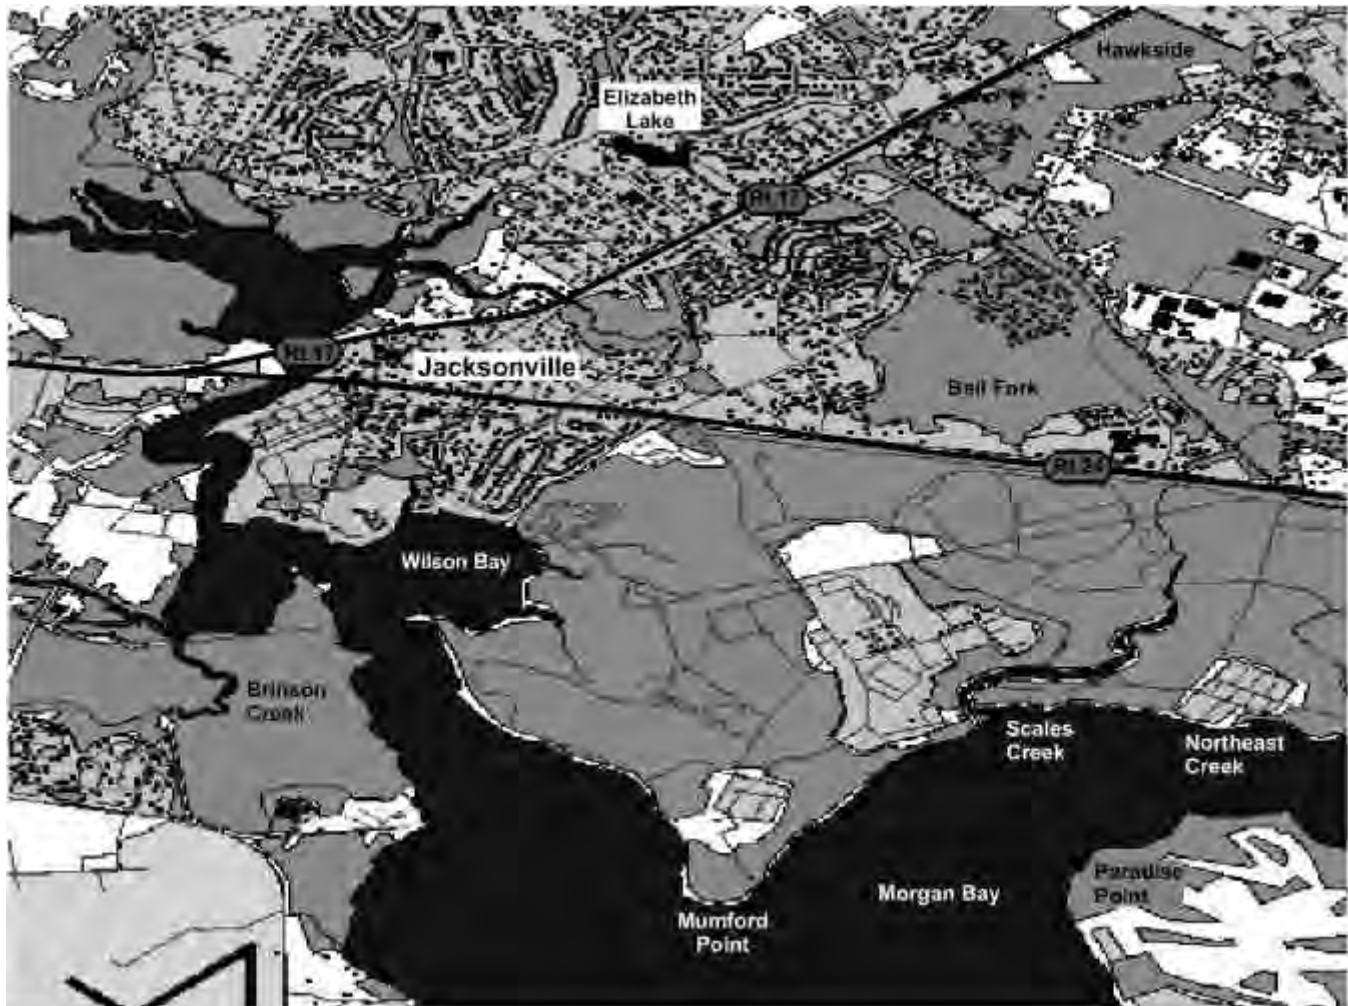 Hawkside
Elizabeth
Lake
Rt.17
Rt.17
Jacksonville
Bell Fork
Rt.24
Wilson Bay
Brinson
Creek
Scales
Creek
Northeast
Creek
Paradise
Point
Morgan Bay
Mumford
Point